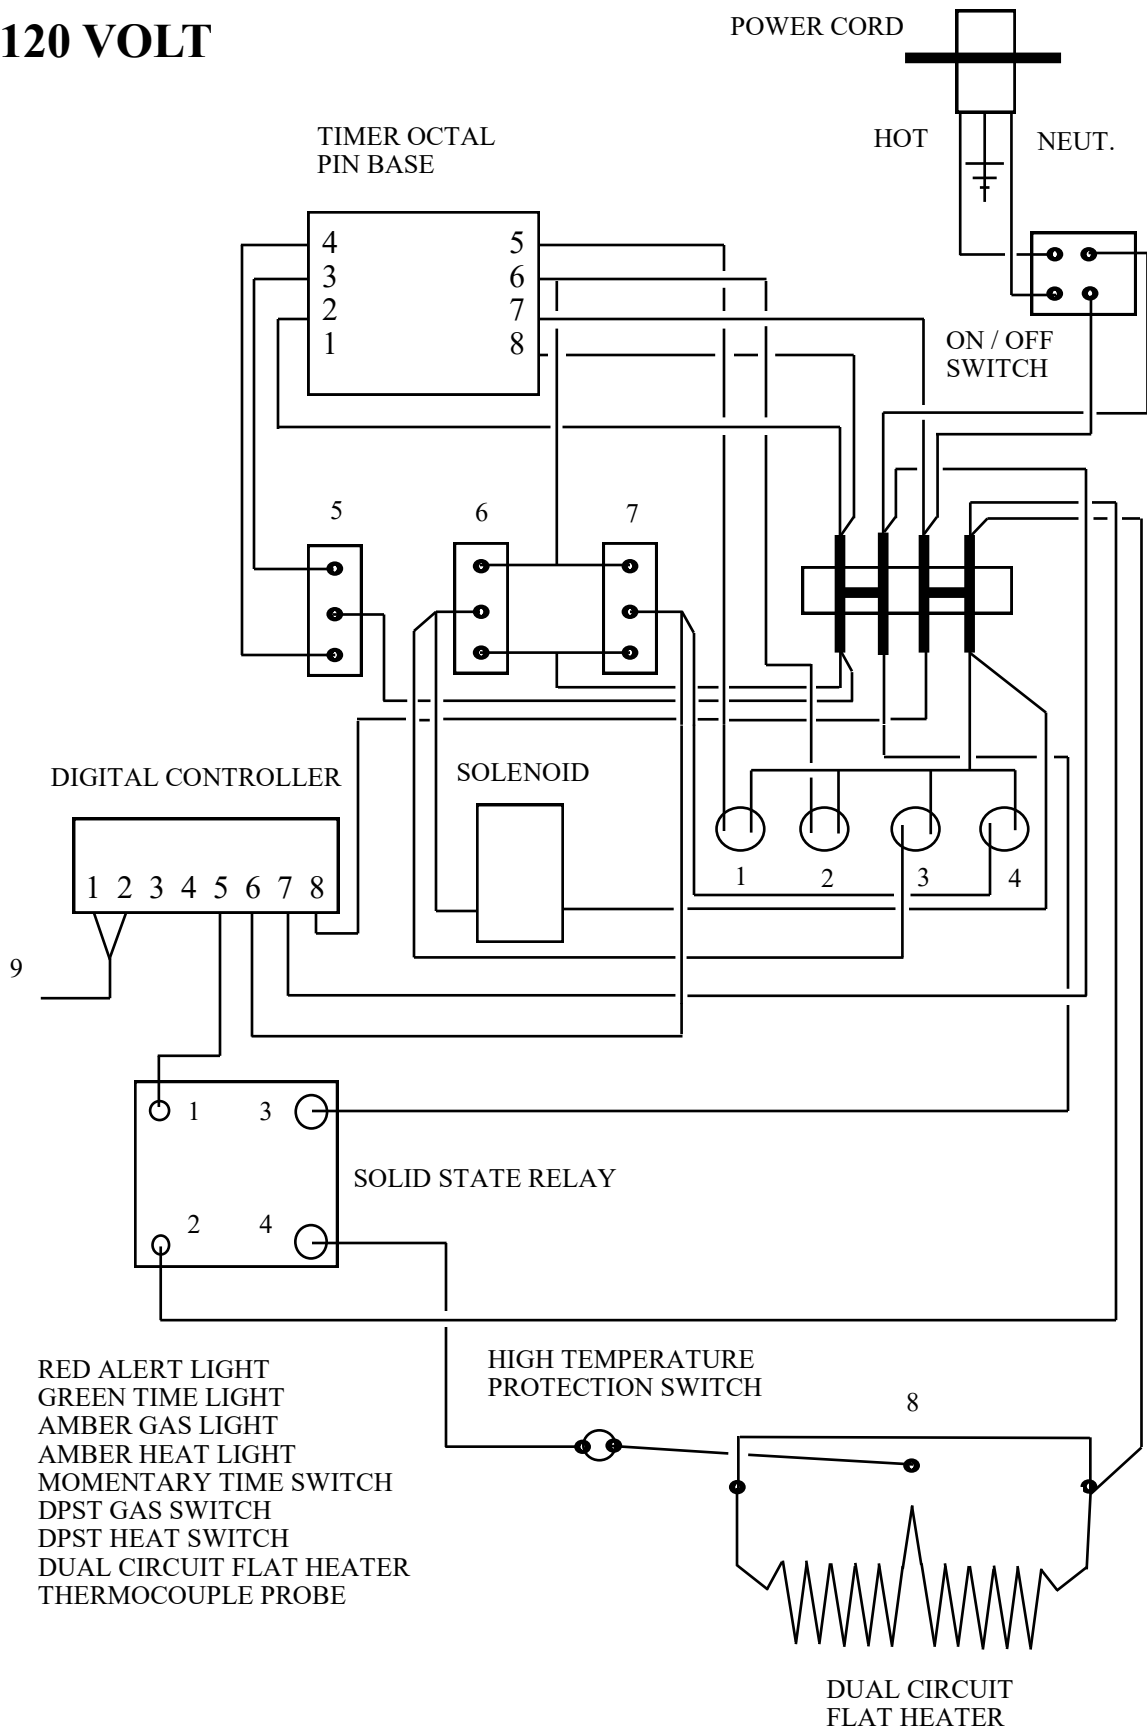 120 VOLT
POWER CORD
HOT
NEUT.
TIMER OCTAL
PIN BASE
4 5
3 6
2 7
1 8
ON / OFF
SWITCH
5 6 7
DIGITAL CONTROLLER
SOLENOID
1 2 3 4 5 6 7 8
1 2 3 4
9
1 3
SOLID STATE RELAY
2 4
RED ALERT LIGHT
GREEN TIME LIGHT
AMBER GAS LIGHT
AMBER HEAT LIGHT
MOMENTARY TIME SWITCH
DPST GAS SWITCH
DPST HEAT SWITCH
DUAL CIRCUIT FLAT HEATER
THERMOCOUPLE PROBE
HIGH TEMPERATURE
PROTECTION SWITCH
8
DUAL CIRCUIT
FLAT HEATER